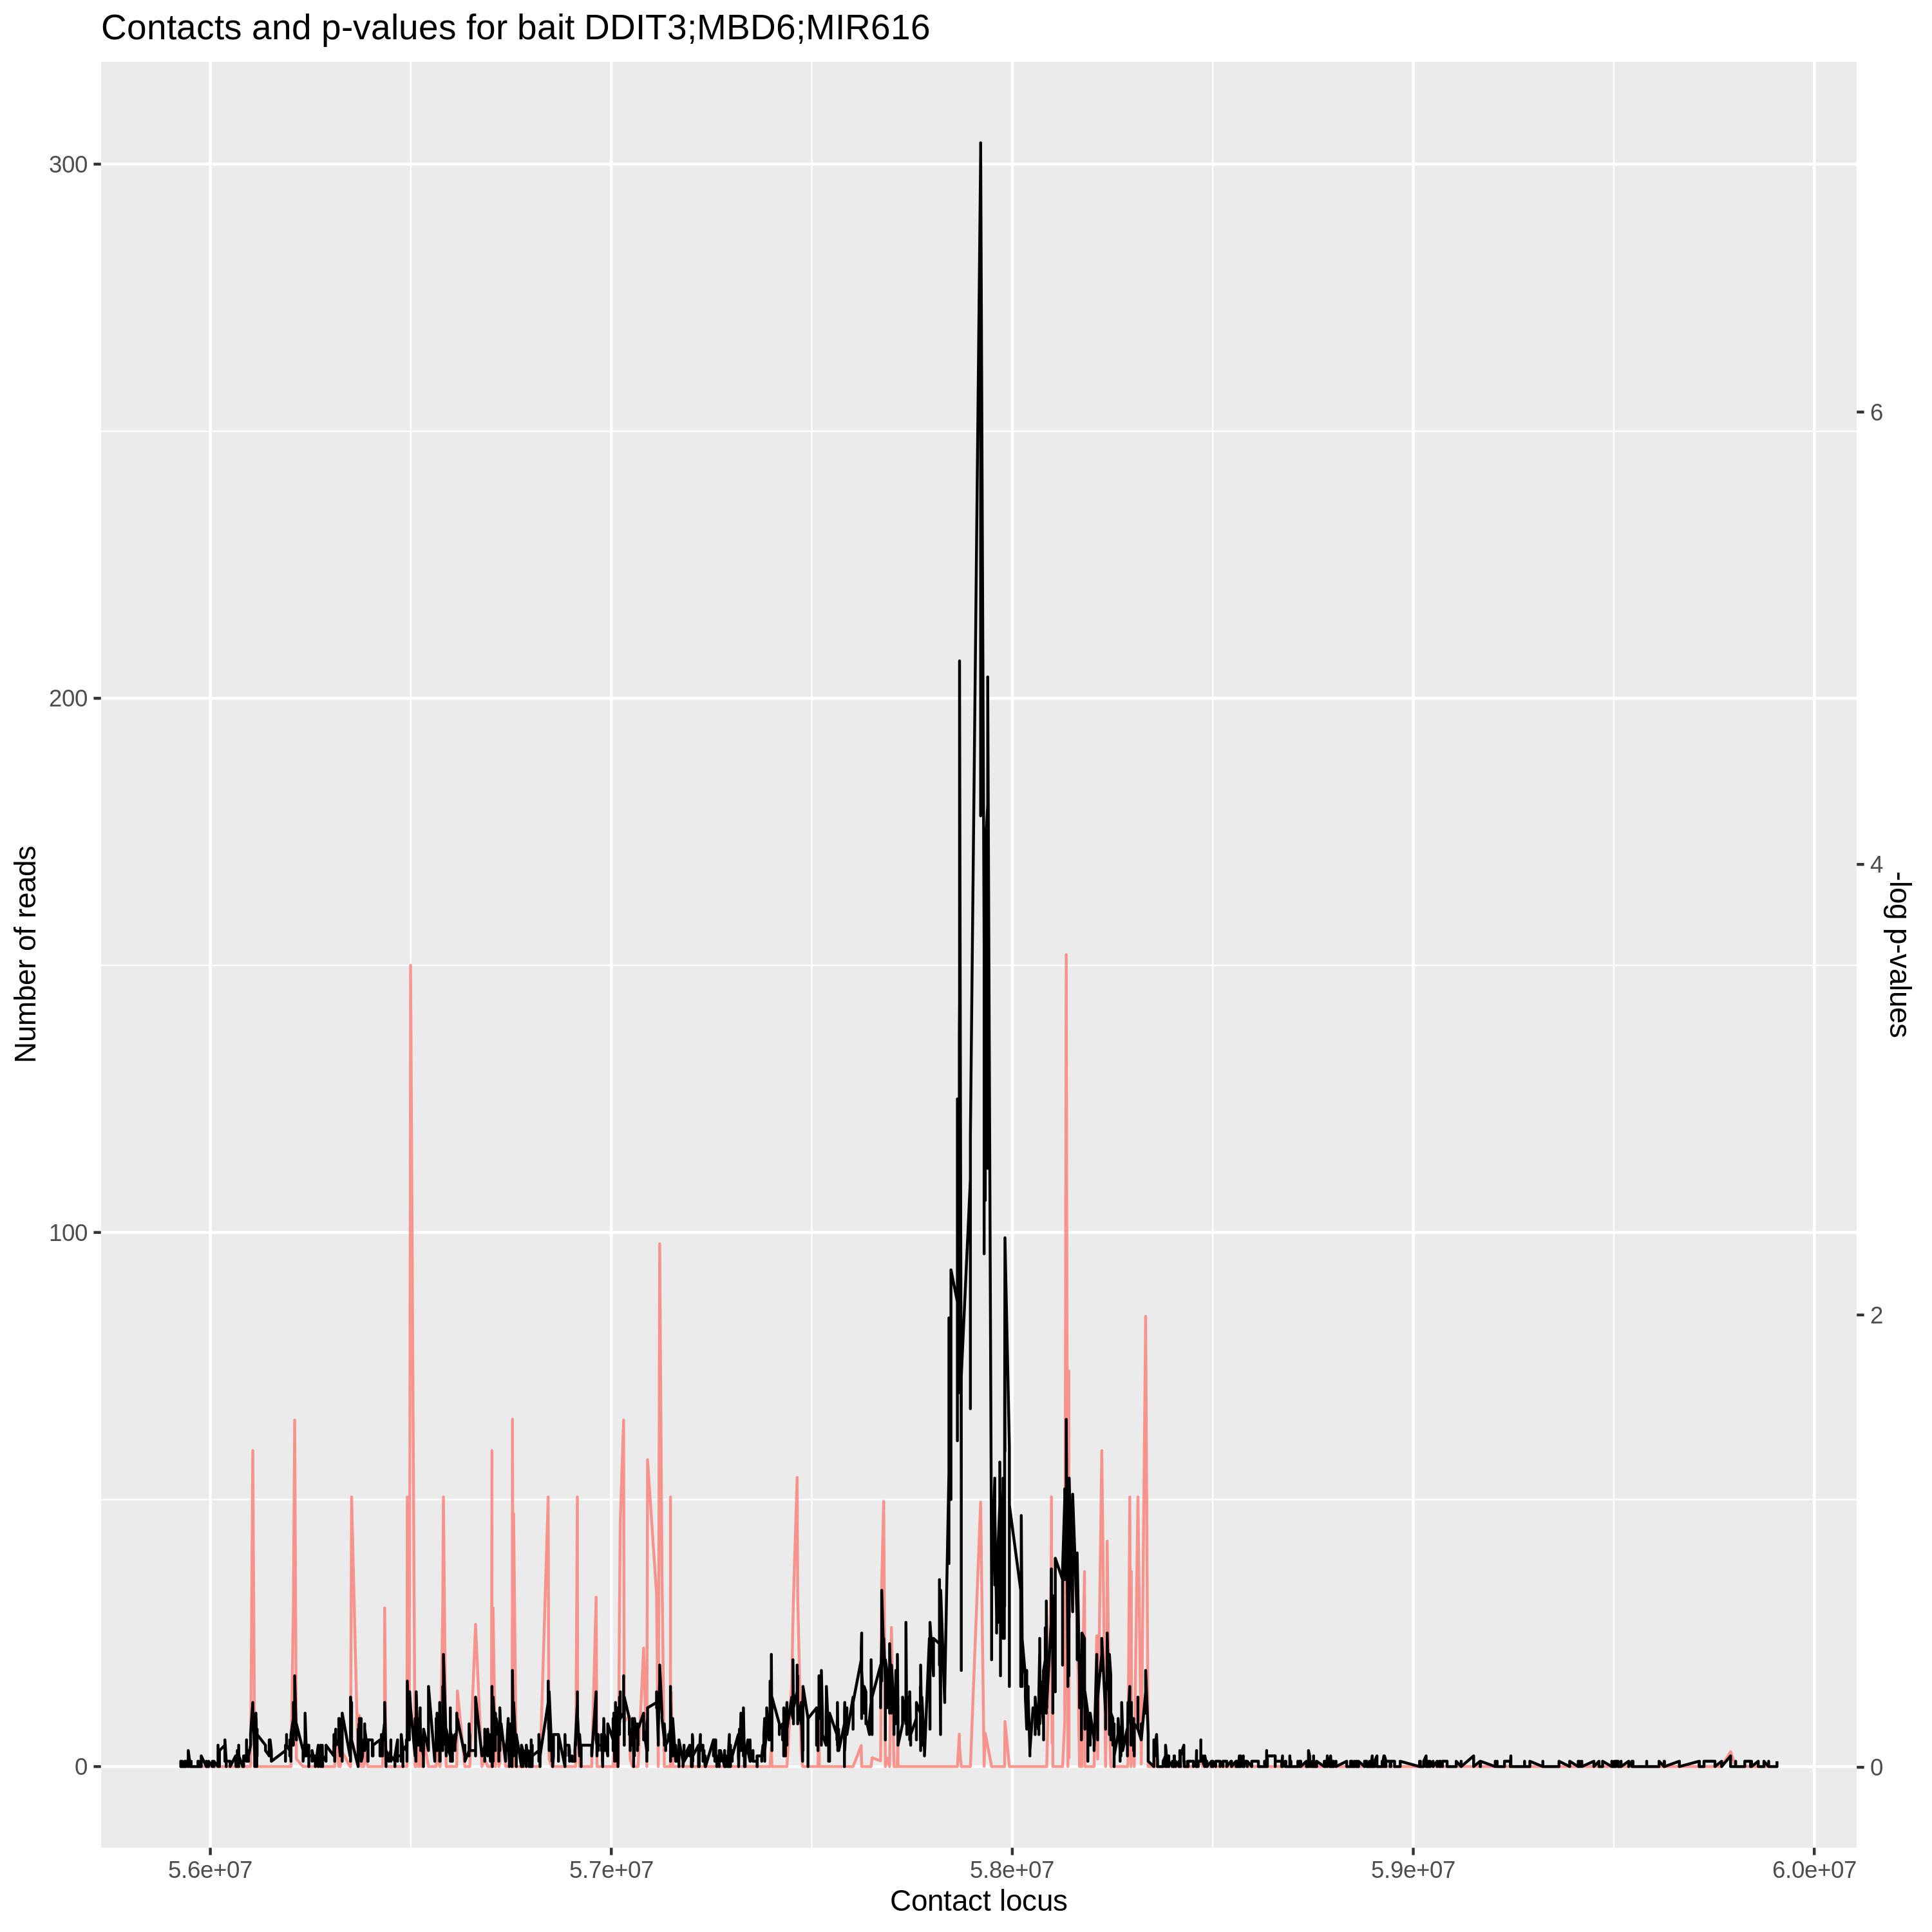 Contacts and p-values for bait DDIT3;MBD6;MIR616
300
200
100
0
Number of reads
6
4
2
0
-log p-values
5.6e+07 5.7e+07 5.8e+07 5.9e+07 6.0e+07
Contact locus